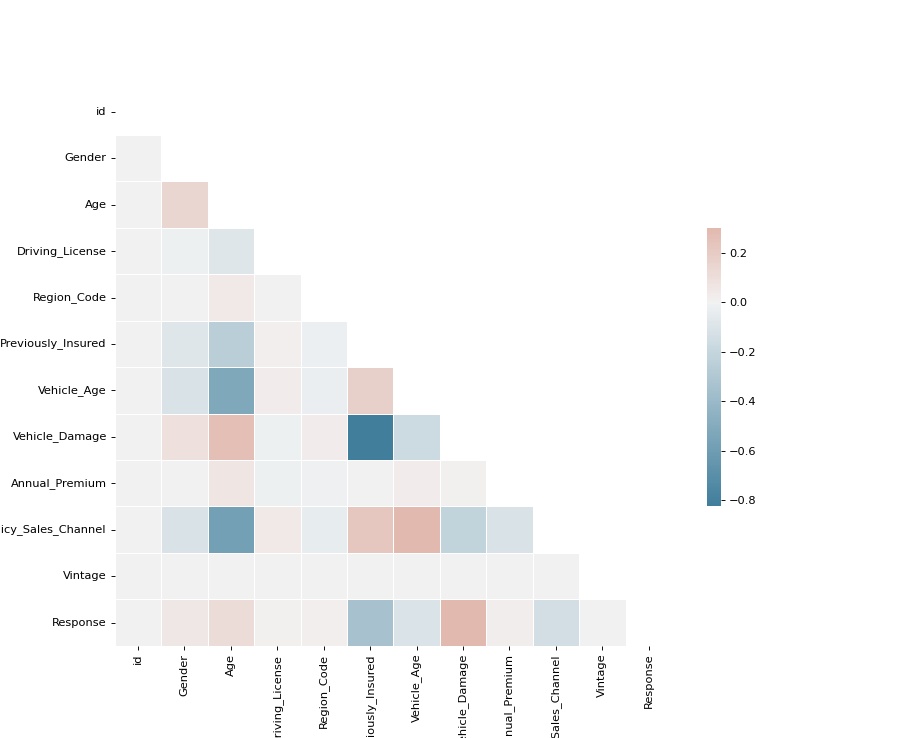 id
Gender
Age
Driving_License
Region_Code
Previously_Insured
Vehicle_Age
Vehicle_Damage
Annual_Premium
icy_Sales_Channel
Vintage
Response
0.2
0.0
−0.2
−0.4
−0.6
−0.8
id
Gender
Age
riving_License
Region_Code
iously_Insured
Vehicle_Age
ehicle_Damage
nual_Premium
Sales_Channel
Vintage
Response